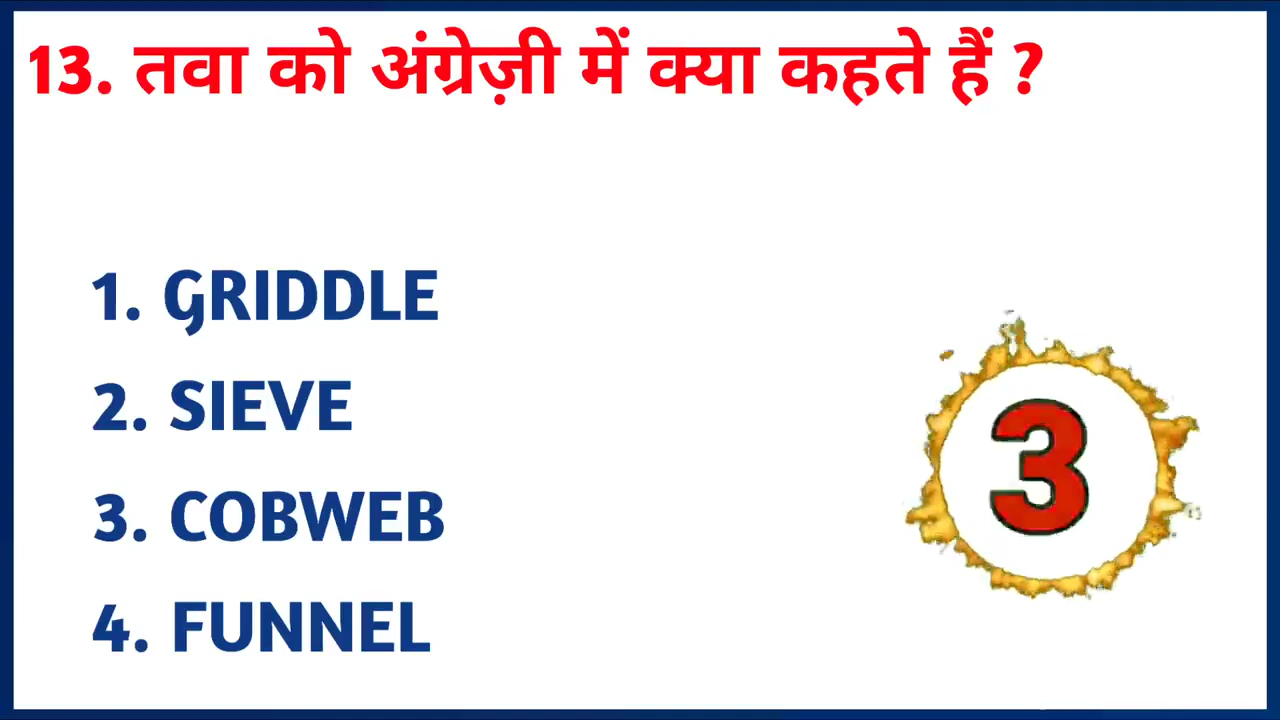 13. तवा को अंग्रेज़ी में क्या कहते हैं ?
1. GRIDDLE
2. SIEVE
3. COBWEB
4. FUNNEL
3